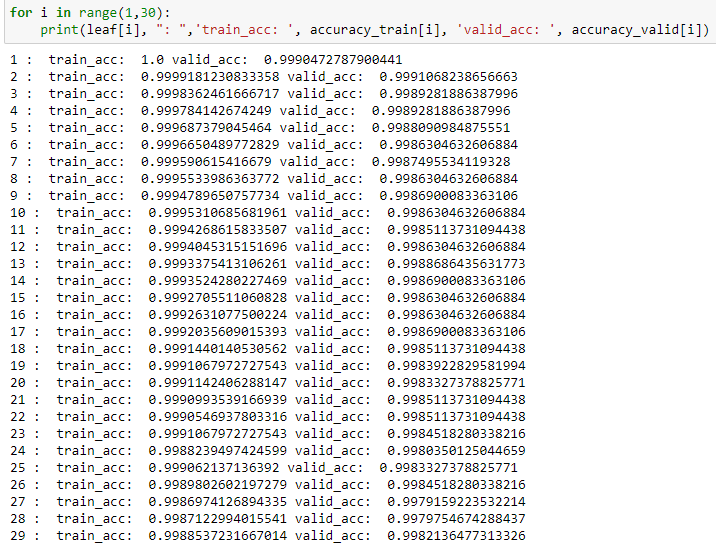 for i in range(1,30):
    print(leaf[i], ": ",'train_acc: ', accuracy_train[i], 'valid_acc: ', accuracy_valid[i])
1 :  train_acc:  1.0 valid_acc:  0.9990472787900441
2 :  train_acc:  0.9999181230833358 valid_acc:  0.9991068238656663
3 :  train_acc:  0.9998362461666717 valid_acc:  0.9989281886387996
4 :  train_acc:  0.999784142674249 valid_acc:  0.9989281886387996
5 :  train_acc:  0.999687379045464 valid_acc:  0.9988090984875551
6 :  train_acc:  0.9996650489772829 valid_acc:  0.9986304632606884
7 :  train_acc:  0.999590615416679 valid_acc:  0.9987495534119328
8 :  train_acc:  0.9995533986363772 valid_acc:  0.9986304632606884
9 :  train_acc:  0.9994789650757734 valid_acc:  0.9986900083363106
10 :  train_acc:  0.9995310685681961 valid_acc:  0.9986304632606884
11 :  train_acc:  0.9994268615833507 valid_acc:  0.9985113731094438
12 :  train_acc:  0.9994045315151696 valid_acc:  0.9986304632606884
13 :  train_acc:  0.9993375413106261 valid_acc:  0.9988686435631773
14 :  train_acc:  0.9993524280227469 valid_acc:  0.9986900083363106
15 :  train_acc:  0.9992705511060828 valid_acc:  0.9986304632606884
16 :  train_acc:  0.9992631077500224 valid_acc:  0.9986304632606884
17 :  train_acc:  0.9992035609015393 valid_acc:  0.9986900083363106
18 :  train_acc:  0.9991440140530562 valid_acc:  0.9985113731094438
19 :  train_acc:  0.9991067972727543 valid_acc:  0.9983922829581994
20 :  train_acc:  0.9991142406288147 valid_acc:  0.9983327378825771
21 :  train_acc:  0.9990993539166939 valid_acc:  0.9985113731094438
22 :  train_acc:  0.9990546937803316 valid_acc:  0.9985113731094438
23 :  train_acc:  0.9991067972727543 valid_acc:  0.9984518280338216
24 :  train_acc:  0.9988239497424599 valid_acc:  0.9980350125044659
25 :  train_acc:  0.999062137136392 valid_acc:  0.9983327378825771
26 :  train_acc:  0.9989802602197279 valid_acc:  0.9984518280338216
27 :  train_acc:  0.9986974126894335 valid_acc:  0.9979159223532214
28 :  train_acc:  0.9987122994015541 valid_acc:  0.9979754674288437
29 :  train_acc:  0.9988537231667014 valid_acc:  0.9982136477313326